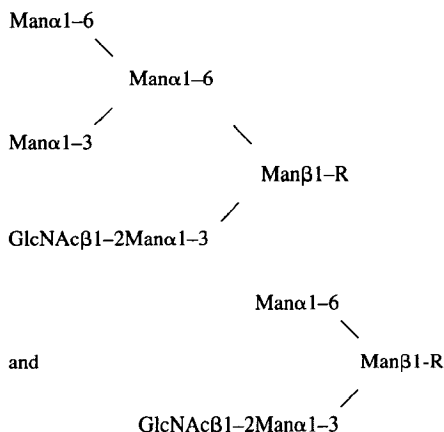 Manα1–6
Manα1–6
Manα1–3
Manβ1–R
GlcNAcβ1–2Manα1–3
Manα1–6
and
Manβ1-R
GlcNAcβ1–2Manα1–3